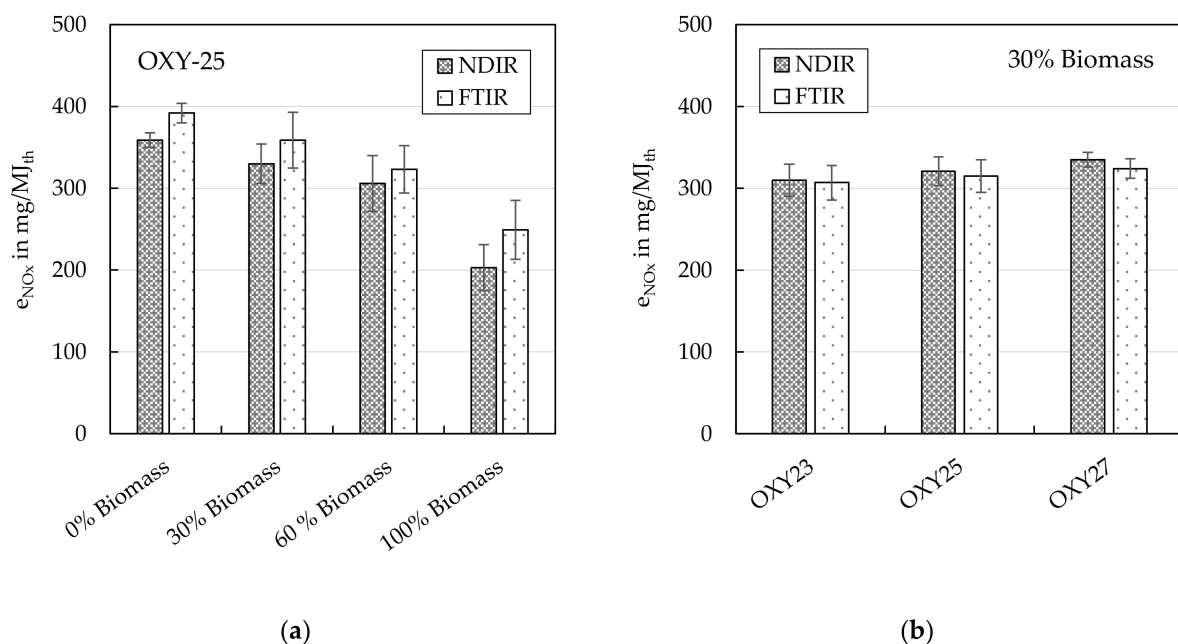 500
400
300
200
100
0
e_NOx in mg/MJ_th
OXY-25
NDIR
FTIR
0% Biomass
30% Biomass
60 % Biomass
100% Biomass
(a)
500
400
300
200
100
0
e_NOx in mg/MJ_th
NDIR
FTIR
30% Biomass
OXY23
OXY25
OXY27
(b)